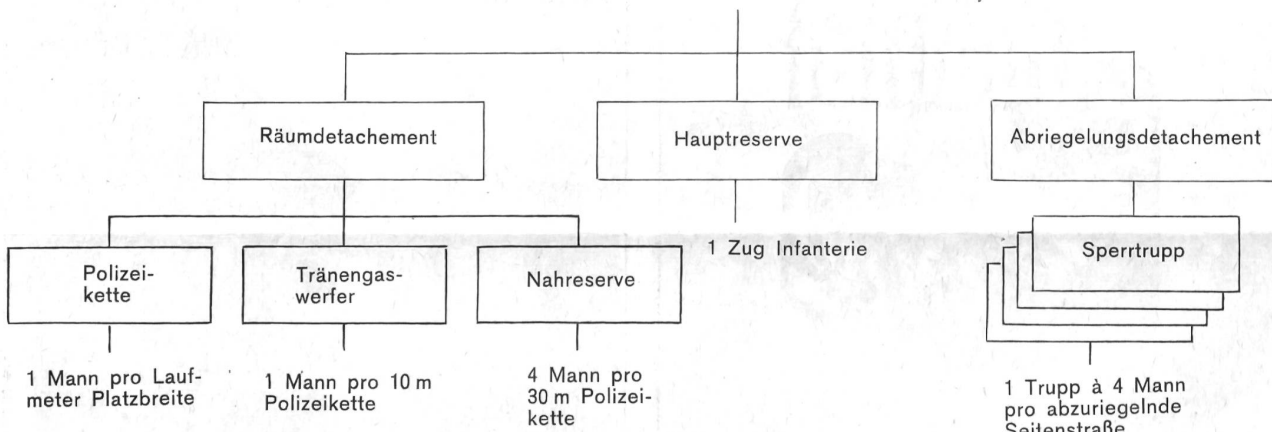 Räumdetachement
Hauptreserve
Abriegelungsdetachement
Polizei-
kette
Tränengas-
werfer
Nahreserve
1 Zug Infanterie
Sperrtrupp
1 Mann pro Lauf-
meter Platzbreite
1 Mann pro 10 m
Polizeikette
4 Mann pro
30 m Polizei-
kette
1 Trupp à 4 Mann
pro abzuriegelnde
Seitenstraße